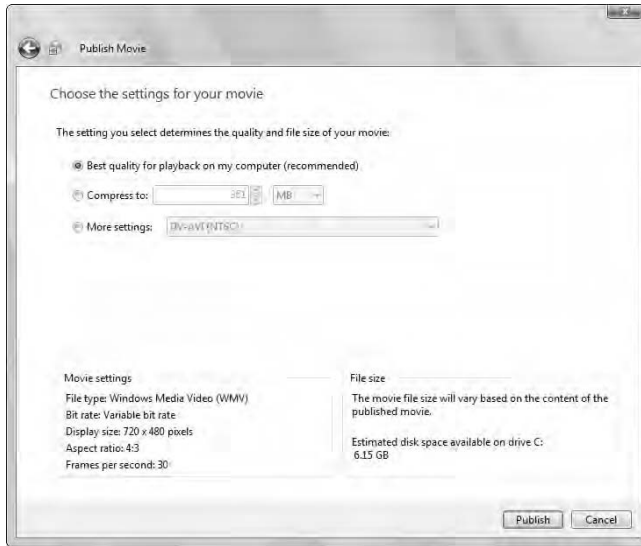 Publish Movie
Choose the settings for your movie
The setting you select determines the quality and file size of your movie:
Best quality for playback on my computer (recommended)
Compress to: MB
More settings: DV-AVI (NTSC)
Movie settings
File type: Windows Media Video (WMV)
Bit rate: Variable bit rate
Display size: 720 x 480 pixels
Aspect ratio: 4:3
Frames per second: 30
File size
The movie file size will vary based on the content of the
published movie.
Estimated disk space available on drive C:
6.15 GB
Publish Cancel